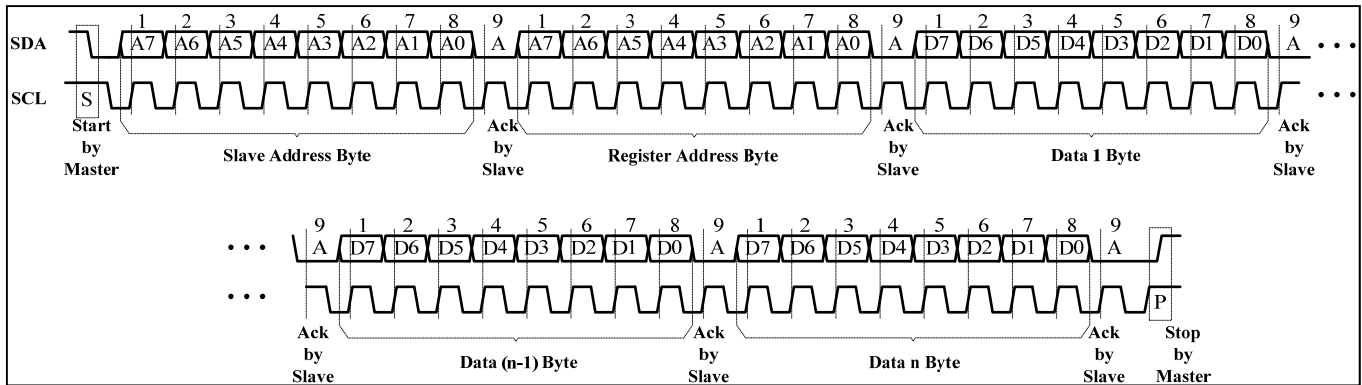 1 2 3 4 5 6 7 8 9 1 2 3 4 5 6 7 8 9 1 2 3 4 5 6 7 8 9
SDA A7 A6 A5 A4 A3 A2 A1 A0 A A7 A6 A5 A4 A3 A2 A1 A0 A D7 D6 D5 D4 D3 D2 D1 D0 A • • •
SCL S • • •
Start by Master
Slave Address Byte
Ack by Slave
Register Address Byte
Ack by Slave
Data 1 Byte
Ack by Slave
9 1 2 3 4 5 6 7 8 9 1 2 3 4 5 6 7 8 9
• • • A D7 D6 D5 D4 D3 D2 D1 D0 A D7 D6 D5 D4 D3 D2 D1 D0 A
• • • P
Ack by Slave
Data (n-1) Byte
Ack by Slave
Data n Byte
Ack by Slave
Stop by Master